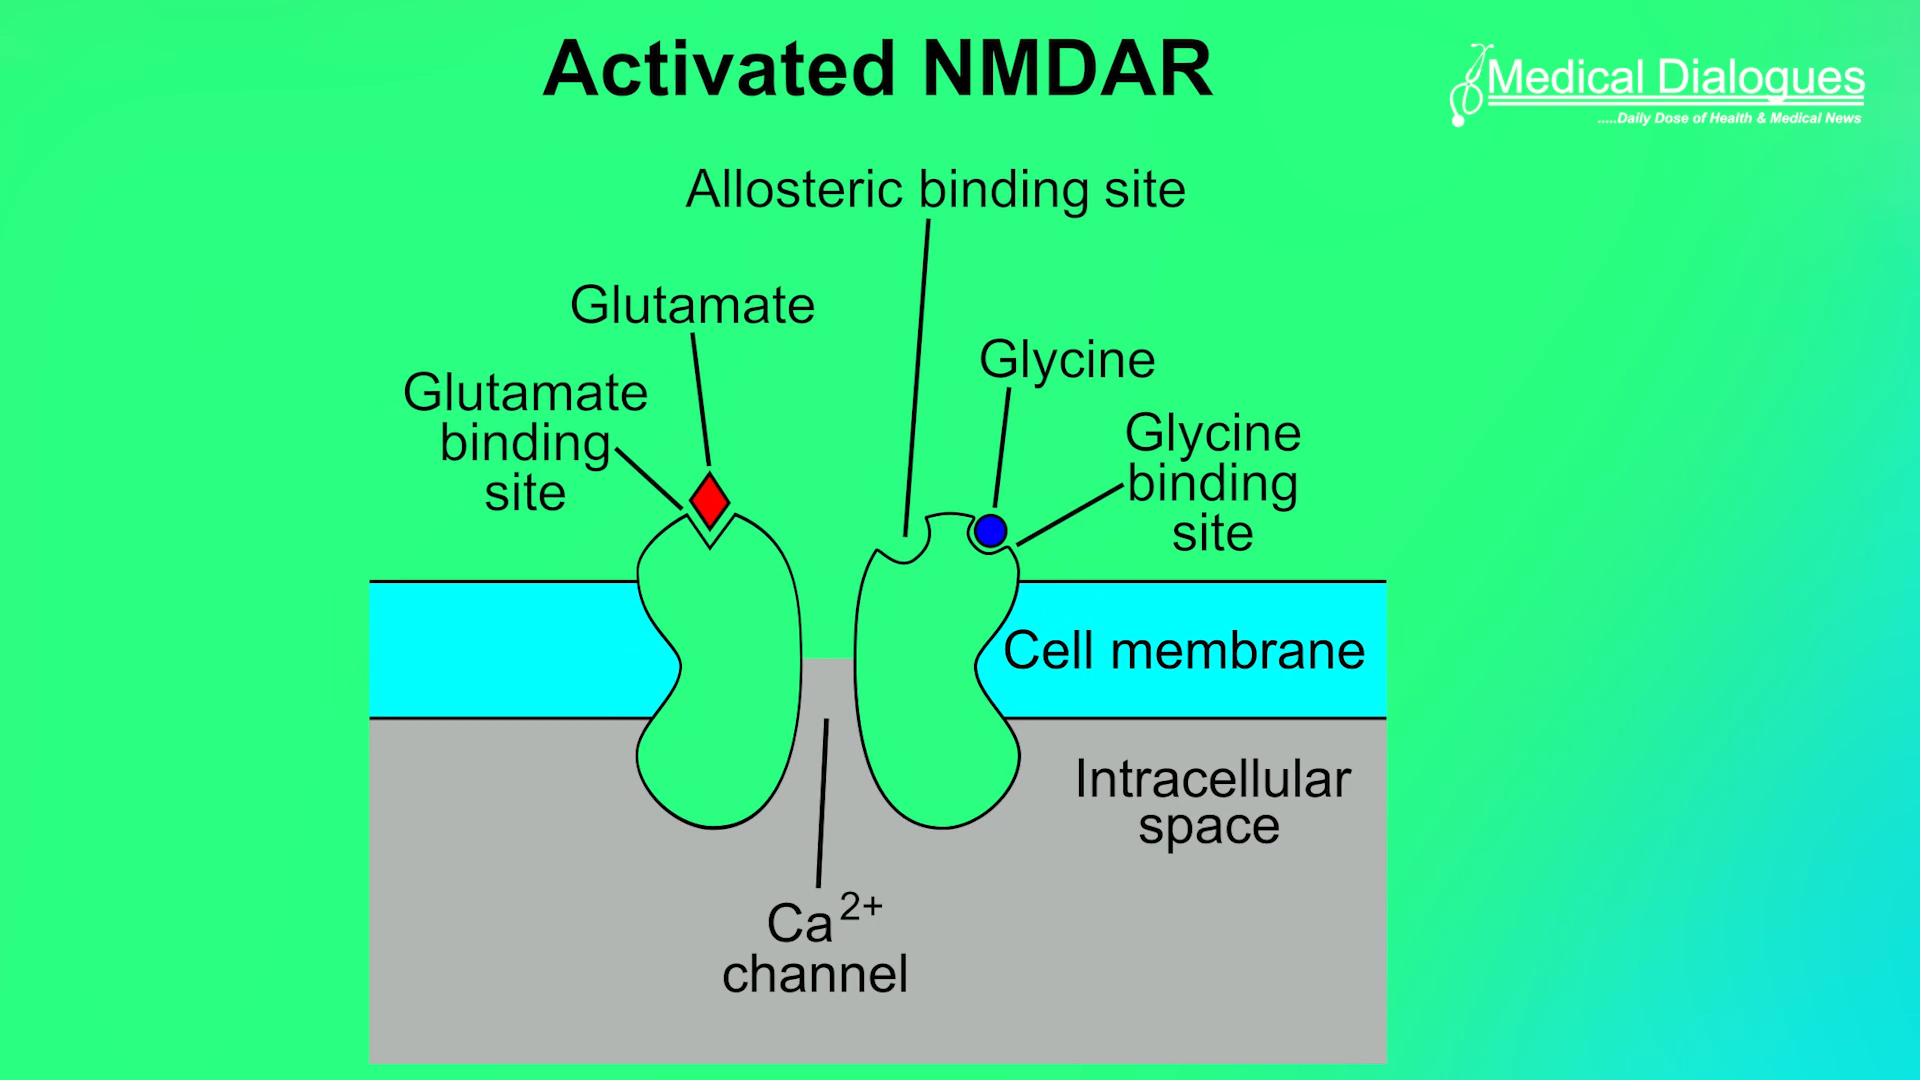 Activated NMDAR
Medical Dialogues
.....Daily Dose of Health & Medical News
Allosteric binding site
Glutamate
Glycine
Glutamate
binding
site
Glycine
binding
site
Cell membrane
Intracellular
space
Ca2+
channel